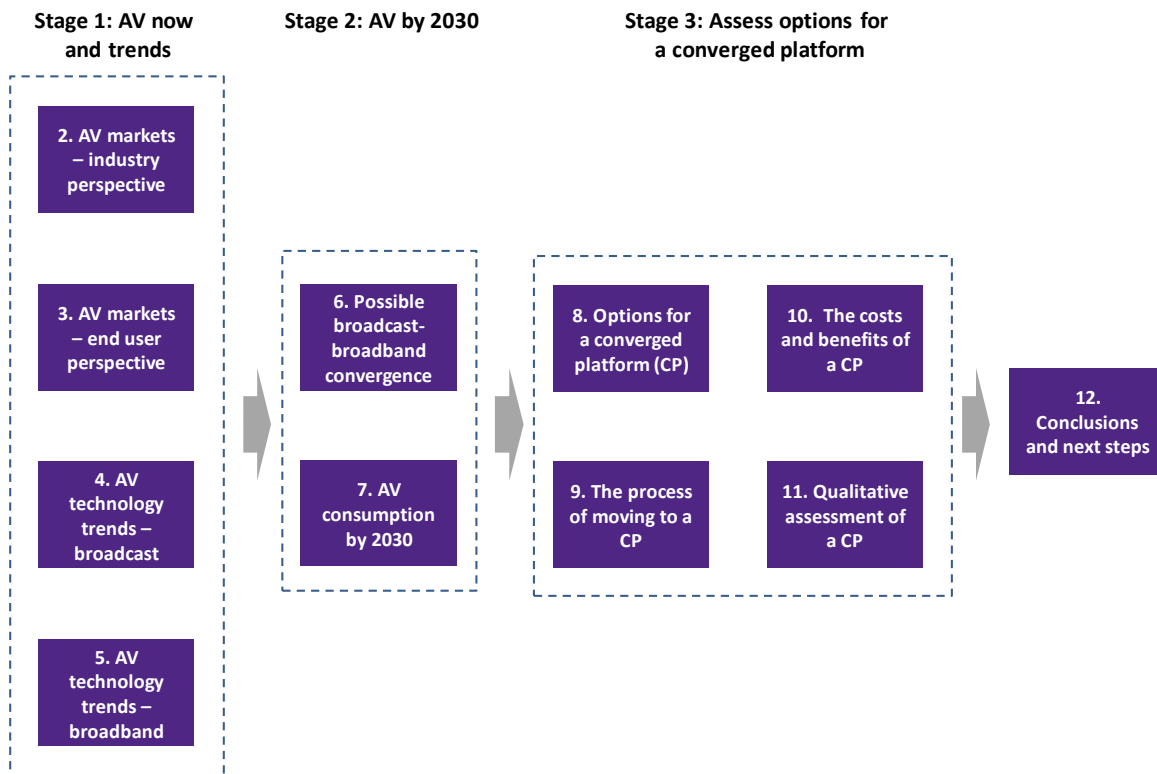 Stage 1: AV now
and trends
Stage 2: AV by 2030
Stage 3: Assess options for
a converged platform
2. AV markets
– industry
perspective
3. AV markets
– end user
perspective
4. AV
technology
trends –
broadcast
5. AV
technology
trends –
broadband
6. Possible
broadcast-
broadband
convergence
7. AV
consumption
by 2030
8. Options for
a converged
platform (CP)
9. The process
of moving to a
CP
10. The costs
and benefits of
a CP
11. Qualitative
assessment of
a CP
12.
Conclusions
and next steps